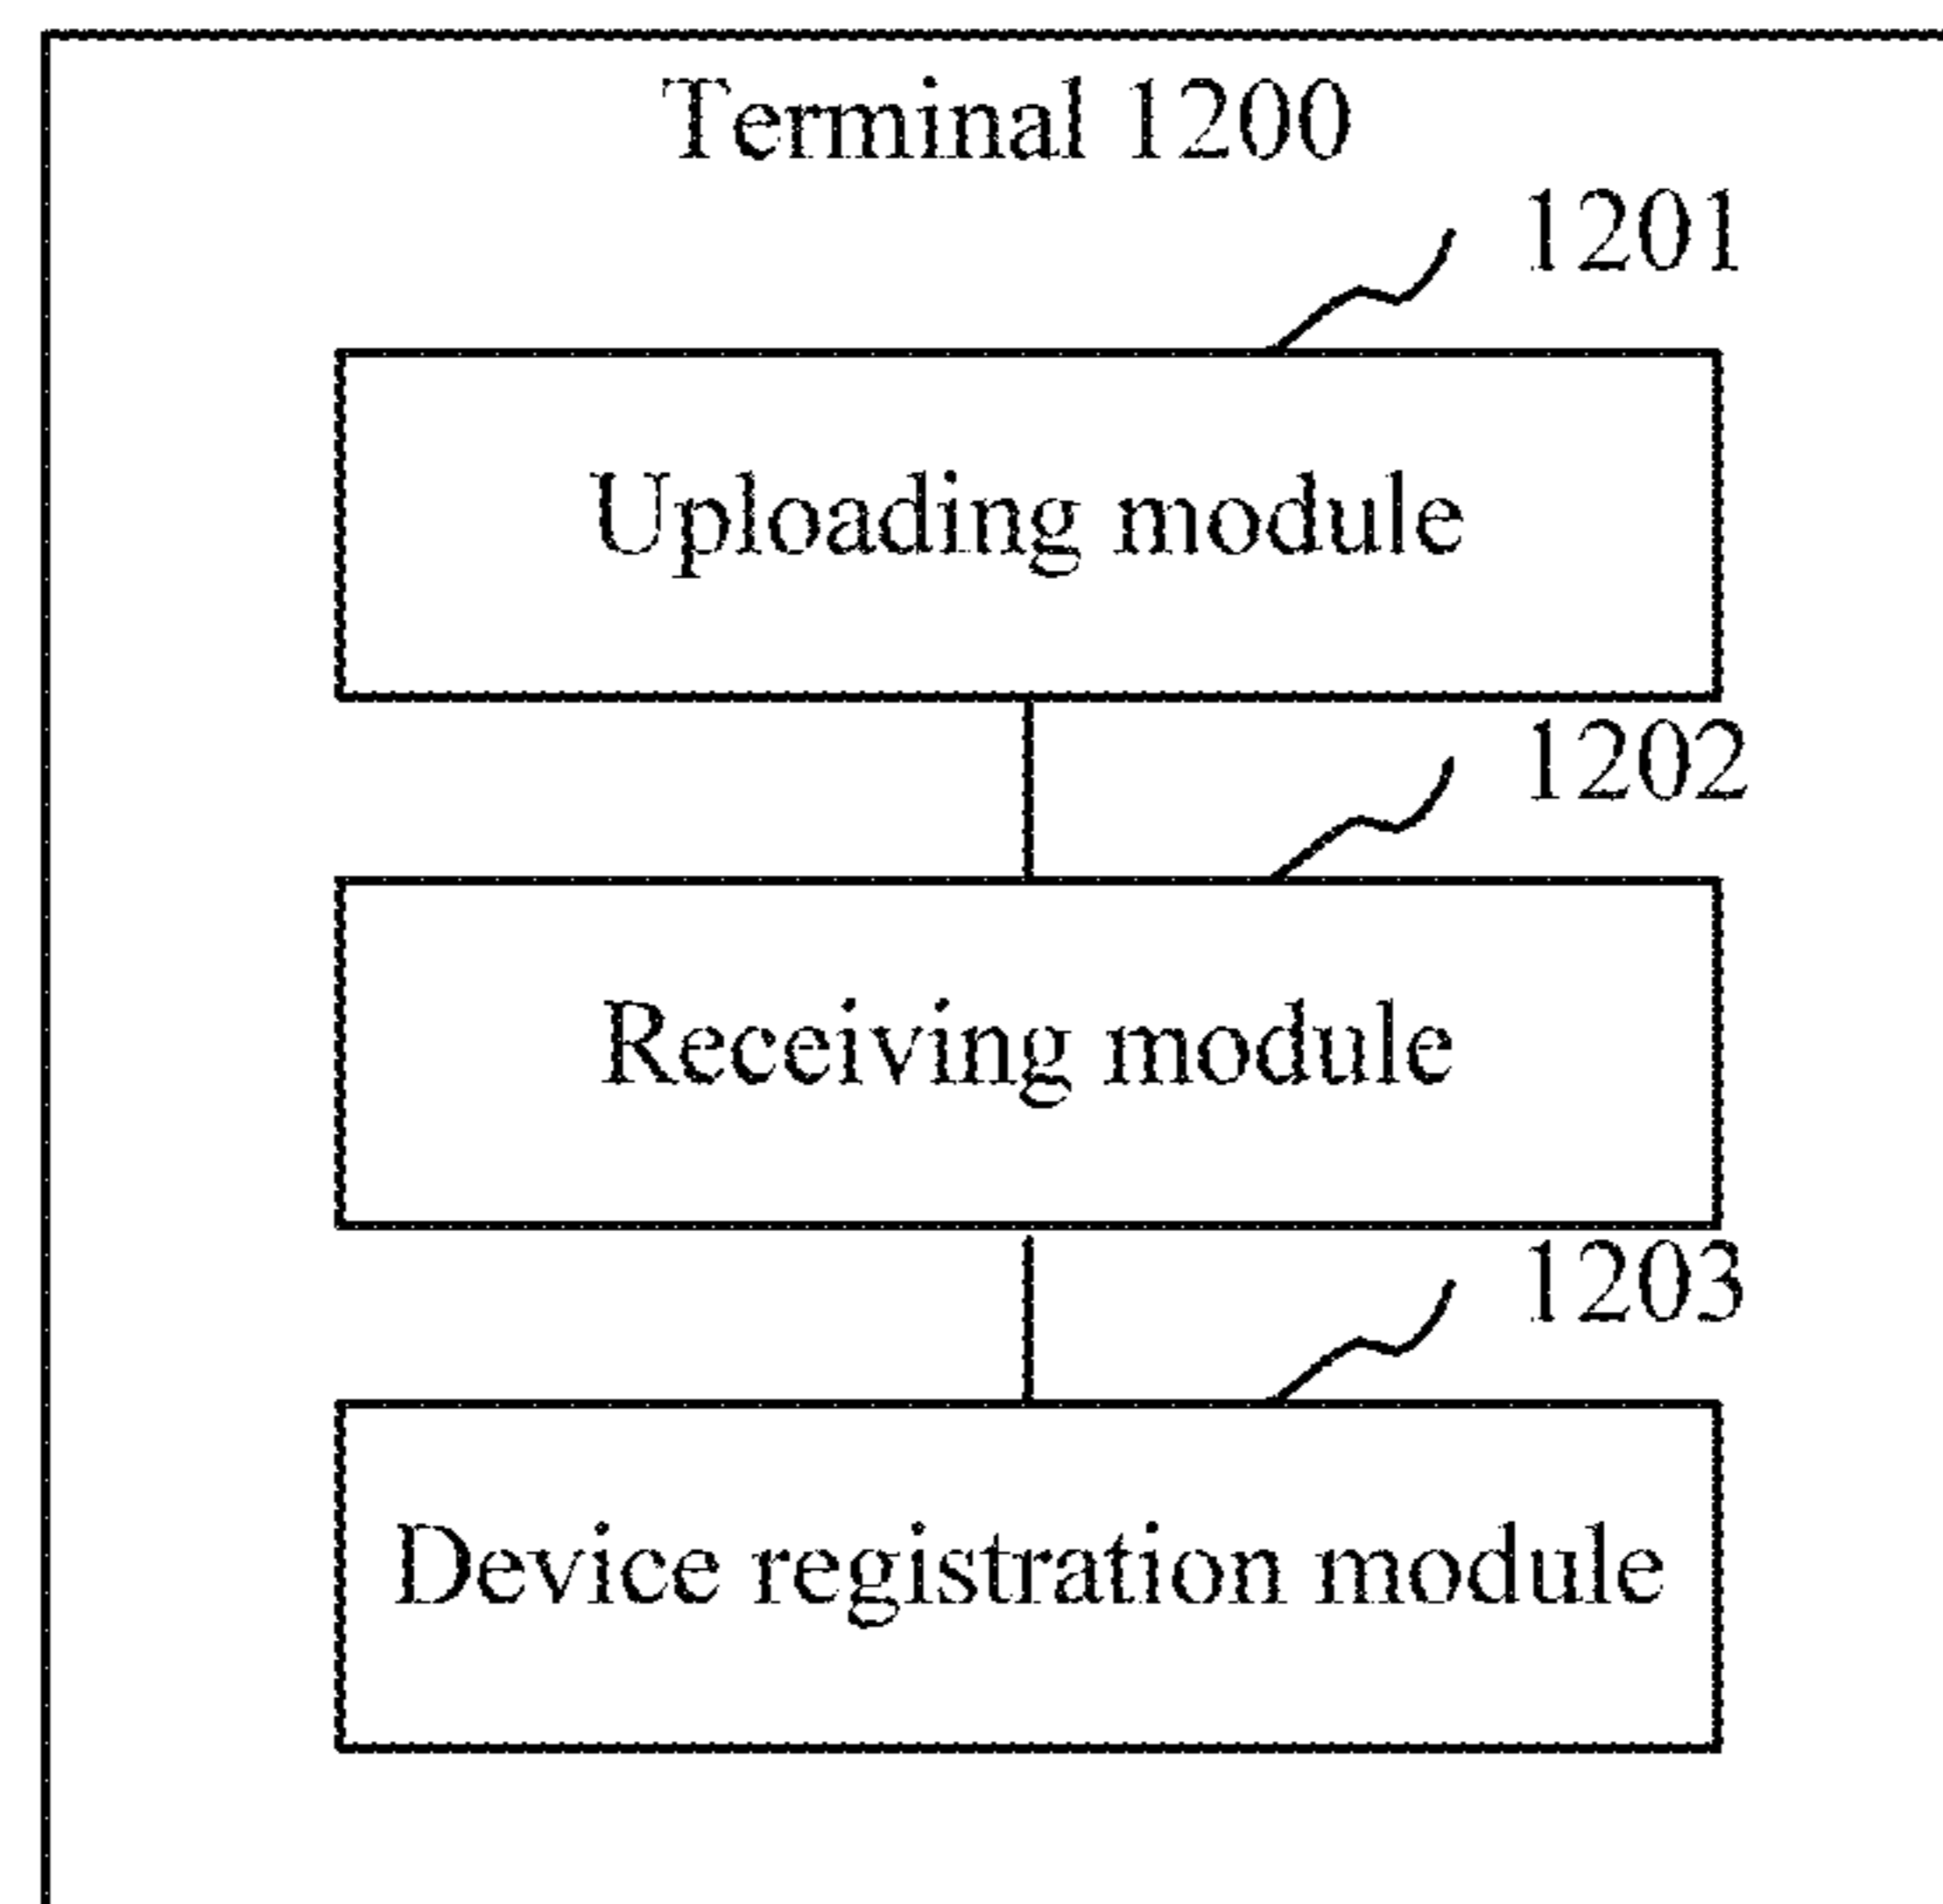 Terminal 1200
1201
Uploading module
1202
Receiving module
1203
Device registration module